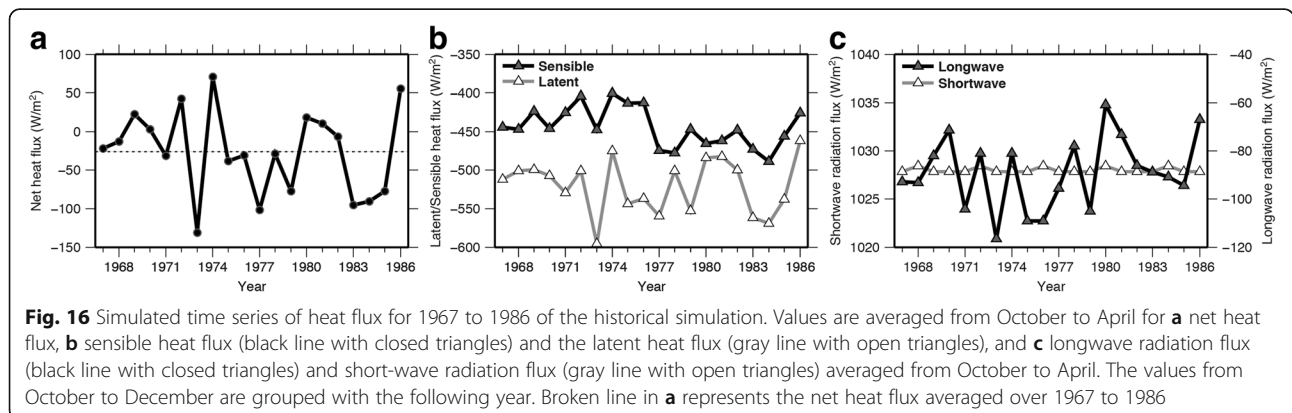 a
100
50
0
−50
−100
−150
Net heat flux (W/m²)
1968 1971 1974 1977 1980 1983 1986
Year
b
−350
−400
−450
−500
−550
−600
Latent/Sensible heat flux (W/m²)
Sensible
Latent
1968 1971 1974 1977 1980 1983 1986
Year
c
1040
1035
1030
1025
1020
Shortwave radiation flux (W/m²)
Longwave
Shortwave
−40
−60
−80
−100
−120
Longwave radiation flux (W/m²)
1968 1971 1974 1977 1980 1983 1986
Year
Fig. 16 Simulated time series of heat flux for 1967 to 1986 of the historical simulation. Values are averaged from October to April for a net heat
flux, b sensible heat flux (black line with closed triangles) and the latent heat flux (gray line with open triangles), and c longwave radiation flux
(black line with closed triangles) and short-wave radiation flux (gray line with open triangles) averaged from October to April. The values from
October to December are grouped with the following year. Broken line in a represents the net heat flux averaged over 1967 to 1986